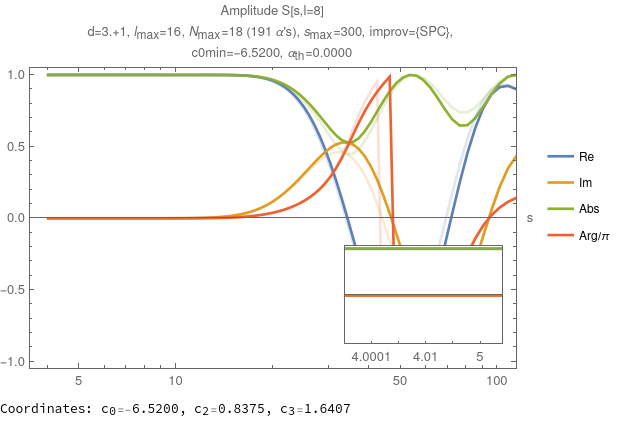 Amplitude S[s,l=8]
d=3.+1, lmax=16, Nmax=18 (191 α's), smax=300, improv={SPC},
c0min=-6.5200, αth=0.0000
1.0
0.5
0.0
-0.5
-1.0
s
Re
Im
Abs
Arg/π
4.0001 4.01 5
5 10 50 100
Coordinates: c0=-6.5200, c2=0.8375, c3=1.6407